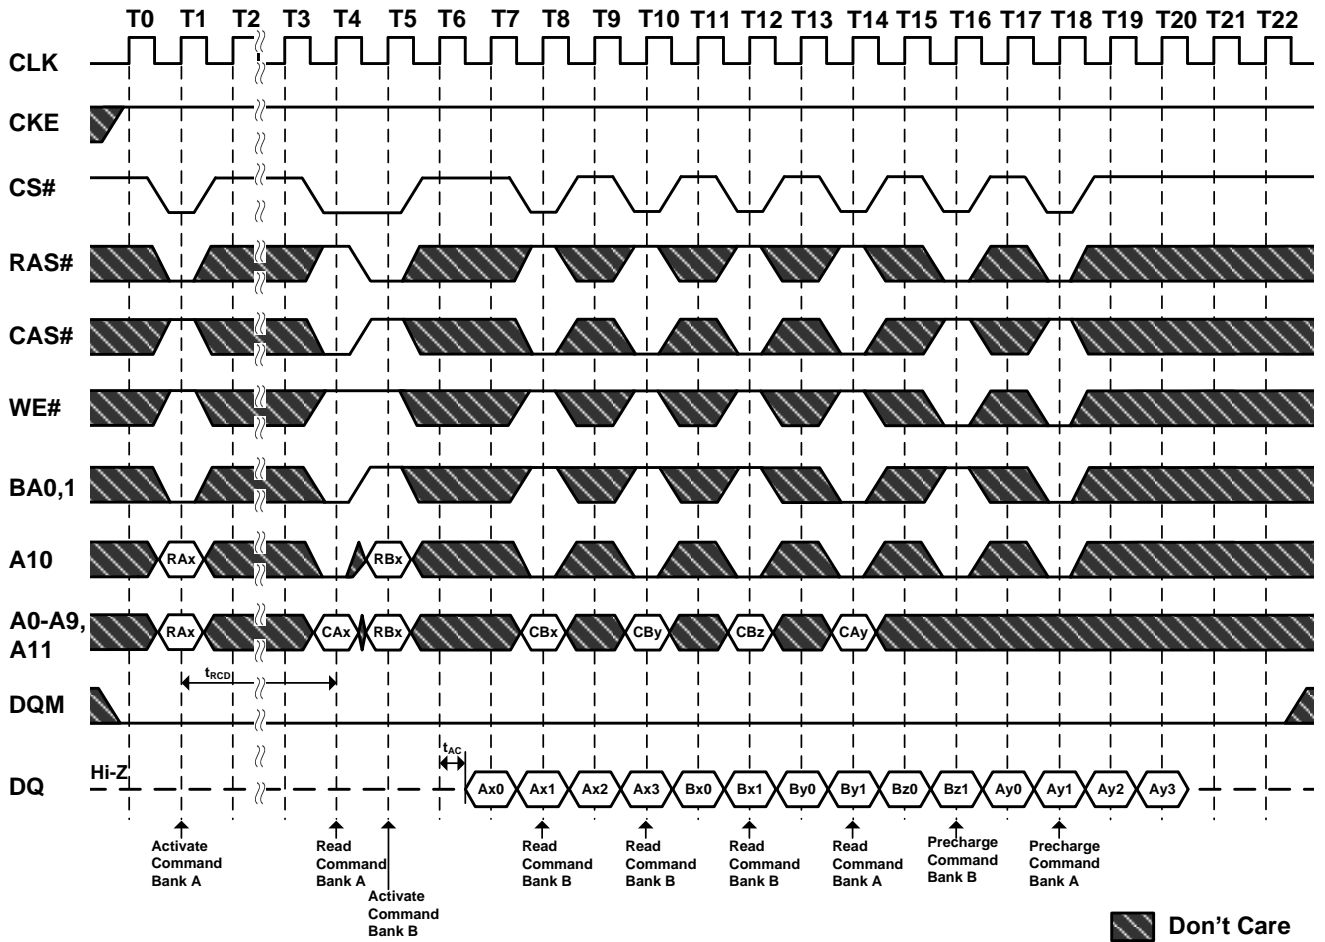 T0 T1 T2 T3 T4 T5 T6 T7 T8 T9 T10 T11 T12 T13 T14 T15 T16 T17 T18 T19 T20 T21 T22
CLK
CKE
CS#
RAS#
CAS#
WE#
BA0,1
A10
RAx RBx
A0-A9,
A11
RAx CAx RBx CBx CBy CBz CAy
tRCD
DQM
tAC
Hi-Z
DQ
Ax0 Ax1 Ax2 Ax3 Bx0 Bx1 By0 By1 Bz0 Bz1 Ay0 Ay1 Ay2 Ay3
Activate
Command
Bank A
Read
Command
Bank A
Activate
Command
Bank B
Read
Command
Bank B
Read
Command
Bank B
Read
Command
Bank B
Read
Command
Bank A
Precharge
Command
Bank B
Precharge
Command
Bank A
Don't Care